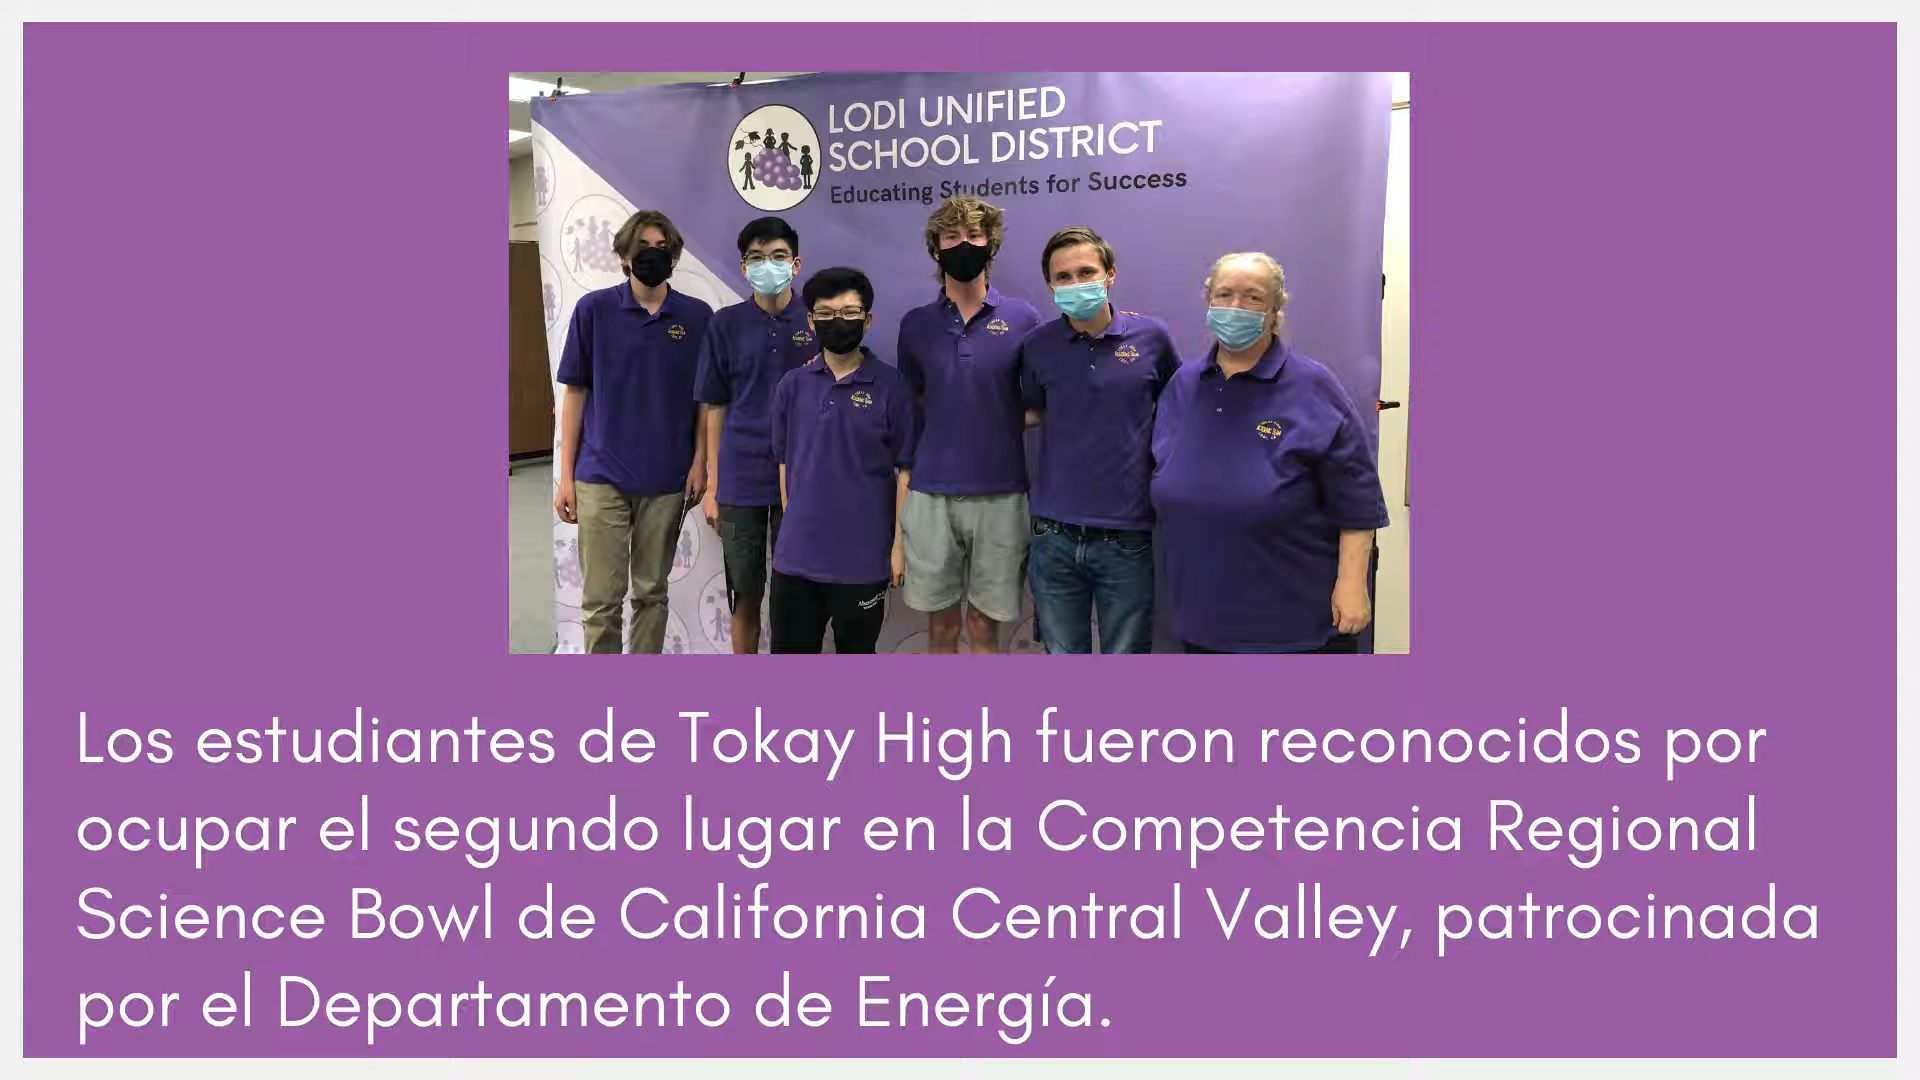 LODI UNIFIED
SCHOOL DISTRICT
Educating Students for Success
Los estudiantes de Tokay High fueron reconocidos por
ocupar el segundo lugar en la Competencia Regional
Science Bowl de California Central Valley, patrocinada
por el Departamento de Energía.